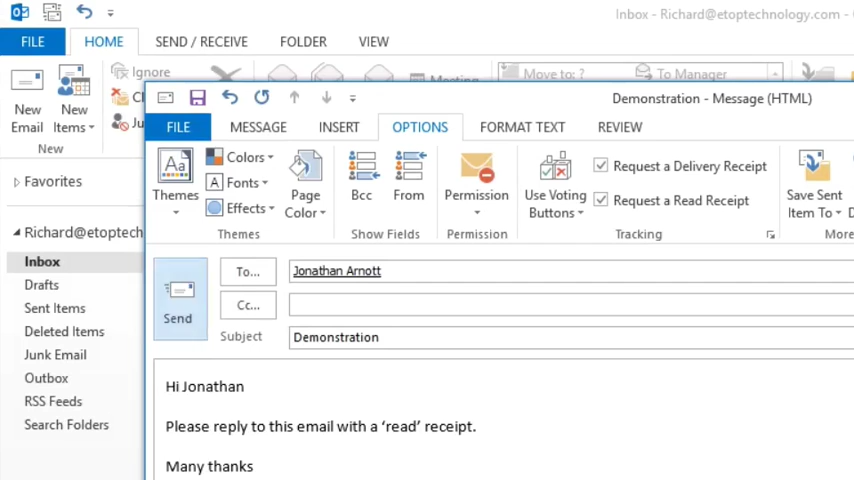 Inbox - Richard@etoptechnology.com -
FILE HOME SEND / RECEIVE FOLDER VIEW
New Email
New Items
New
Ignore
Meeting
Move to: ?
To Manager
Demonstration - Message (HTML)
FILE MESSAGE INSERT OPTIONS FORMAT TEXT REVIEW
Aa
Themes
Colors
Fonts
Effects
Page Color
Themes
Bcc
From
Show Fields
Permission
Permission
Use Voting Buttons
Request a Delivery Receipt
Request a Read Receipt
Tracking
Save Sent Item To
More
Favorites
Richard@etoptech
Inbox
Drafts
Sent Items
Deleted Items
Junk Email
Outbox
RSS Feeds
Search Folders
Send
To... Jonathan Arnott
Cc...
Subject Demonstration
Hi Jonathan
Please reply to this email with a ‘read’ receipt.
Many thanks